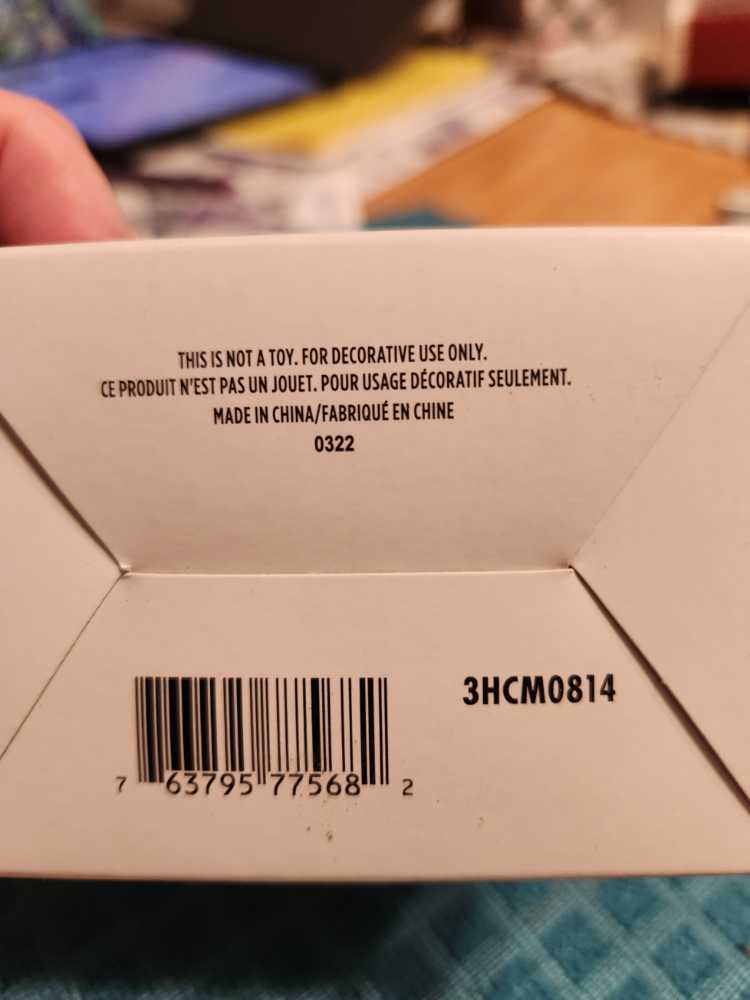 THIS IS NOT A TOY. FOR DECORATIVE USE ONLY.
CE PRODUIT N'EST PAS UN JOUET. POUR USAGE DÉCORATIF SEULEMENT.
MADE IN CHINA/FABRIQUÉ EN CHINE
0322
3HCM0814
7 63795 77568 2